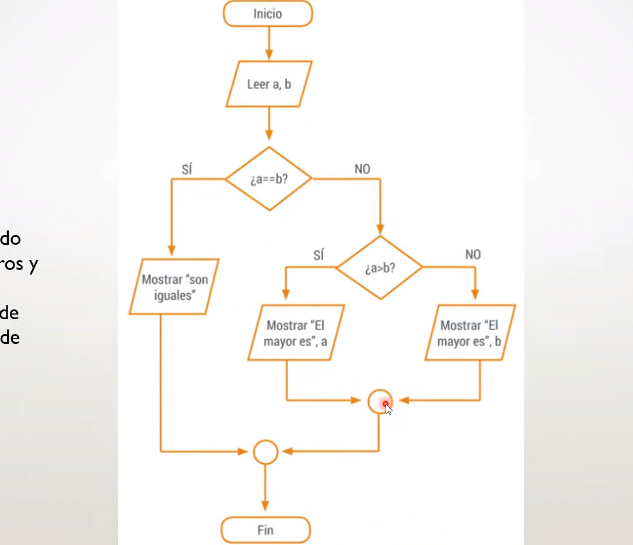 Inicio
Leer a, b
¿a==b?
SÍ
NO
do
ros y
de
de
Mostrar “son
iguales”
¿a>b?
SÍ
NO
Mostrar “El
mayor es”, a
Mostrar “El
mayor es”, b
Fin